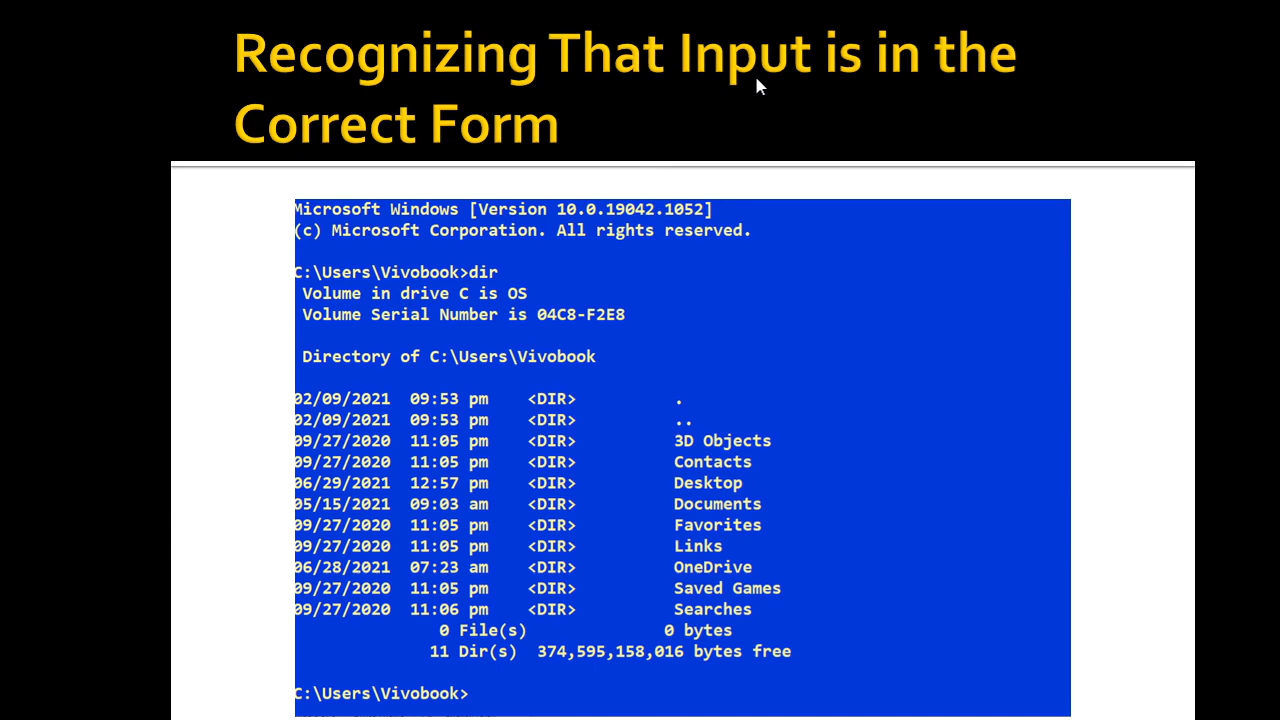 Recognizing That Input is in the
Correct Form
Microsoft Windows [Version 10.0.19042.1052]
(c) Microsoft Corporation. All rights reserved.
C:\Users\Vivobook>dir
Volume in drive C is OS
Volume Serial Number is 04C8-F2E8
Directory of C:\Users\Vivobook
02/09/2021  09:53 pm    <DIR>          .
02/09/2021  09:53 pm    <DIR>          ..
09/27/2020  11:05 pm    <DIR>          3D Objects
09/27/2020  11:05 pm    <DIR>          Contacts
06/29/2021  12:57 pm    <DIR>          Desktop
05/15/2021  09:03 am    <DIR>          Documents
09/27/2020  11:05 pm    <DIR>          Favorites
09/27/2020  11:05 pm    <DIR>          Links
06/28/2021  07:23 am    <DIR>          OneDrive
09/27/2020  11:05 pm    <DIR>          Saved Games
09/27/2020  11:06 pm    <DIR>          Searches
0 File(s)              0 bytes
11 Dir(s)  374,595,158,016 bytes free
C:\Users\Vivobook>